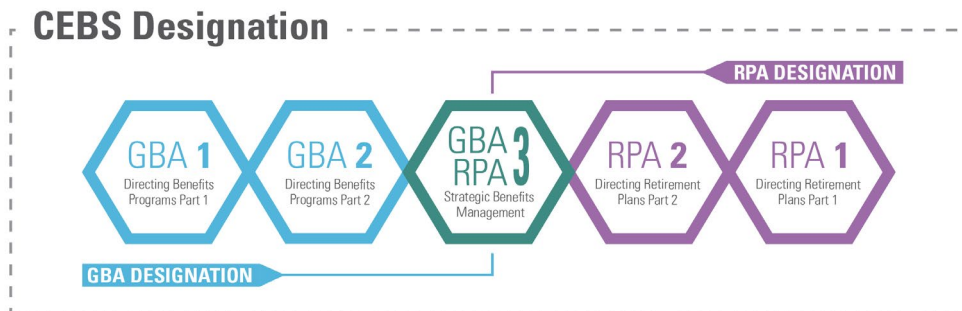 CEBS Designation
RPA DESIGNATION
GBA 1
Directing Benefits
Programs Part 1
GBA 2
Directing Benefits
Programs Part 2
GBA
RPA 3
Strategic Benefits
Management
RPA 2
Directing Retirement
Plans Part 2
RPA 1
Directing Retirement
Plans Part 1
GBA DESIGNATION